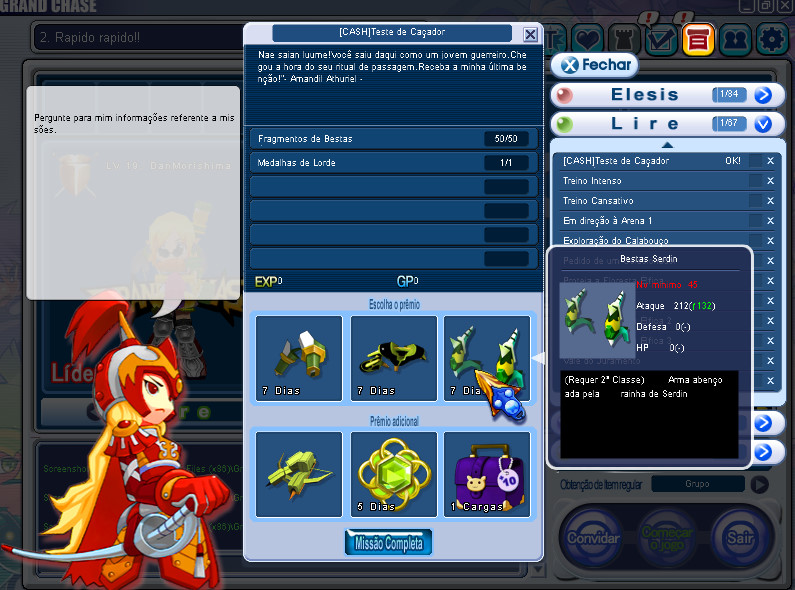 GRAND CHASE
2. Rapido rapido!!
[CASH]Teste de Caçador
Nae saian luume!Você saiu daqui como um jovem guerreiro.Che
gou a hora do seu ritual de passagem.Receba a minha última be
nção!"- Amandil Athuriel -
Fragmentos de Bestas 50/50
Medalhas de Lorde 1/1
EXP0 GP0
Escolha o prêmio
7 Dias
7 Dias
7 Dia
Prêmio adicional
5 Dias
10
1 Cargas
Missão Completa
Pergunte para mim informações referente a mis
sões.
Líde
Fechar
Elesis 1/34
Lire 1/67
[CASH]Teste de Caçador OK! X
Treino Intenso X
Treino Cansativo X
Em direção à Arena 1 X
Exploração do Calabouço X
X
X
X
X
X
X
X
Bestas Serdin
Nv mínimo 45
Ataque 212(↑132)
Defesa 0(-)
HP 0(-)
(Requer 2ª Classe) Arma abenço
ada pela rainha de Serdin
Obtenção de Item regular Grupo
Convidar
Começar
o jogo
Sair